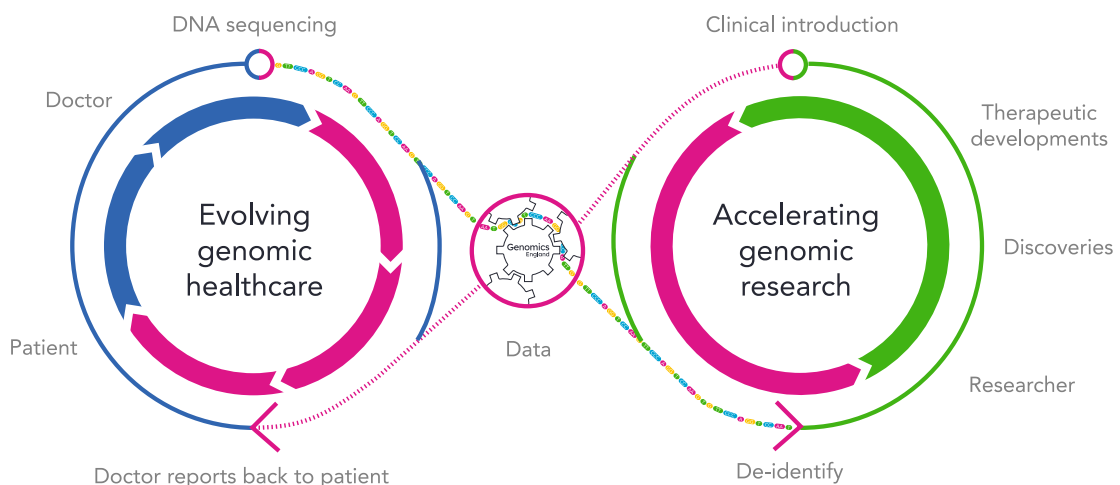 DNA sequencing
Clinical introduction
Doctor
Therapeutic
developments
Evolving
genomic
healthcare
Genomics
England
Accelerating
genomic
research
Discoveries
Patient
Data
Researcher
Doctor reports back to patient
De-identify